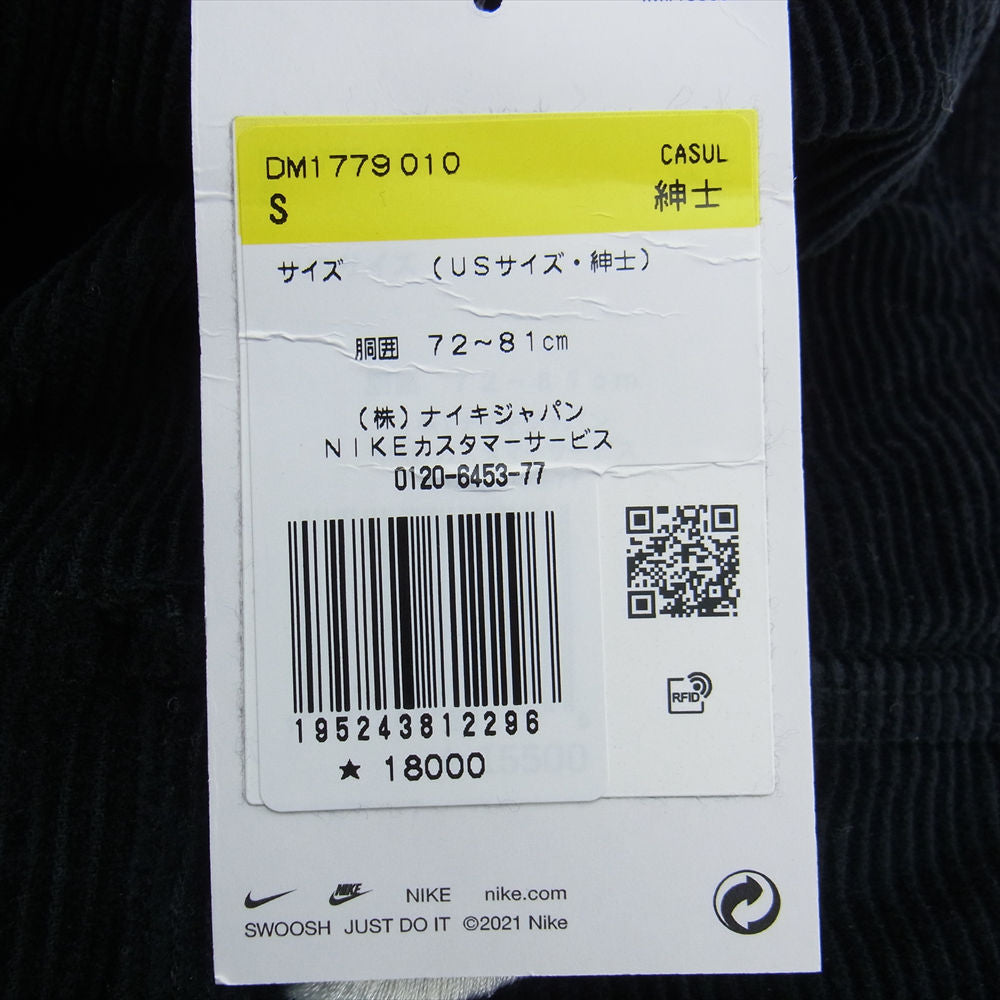 DM1779 010
CASUL
S
紳士
サイズ (USサイズ・紳士)
胴囲 72~81cm
(株)ナイキジャパン
NIKEカスタマーサービス
0120-6453-77
RFID
195243812296
★ 18000
5500
NIKE NIKE nike.com
SWOOSH JUST DO IT ©2021 Nike